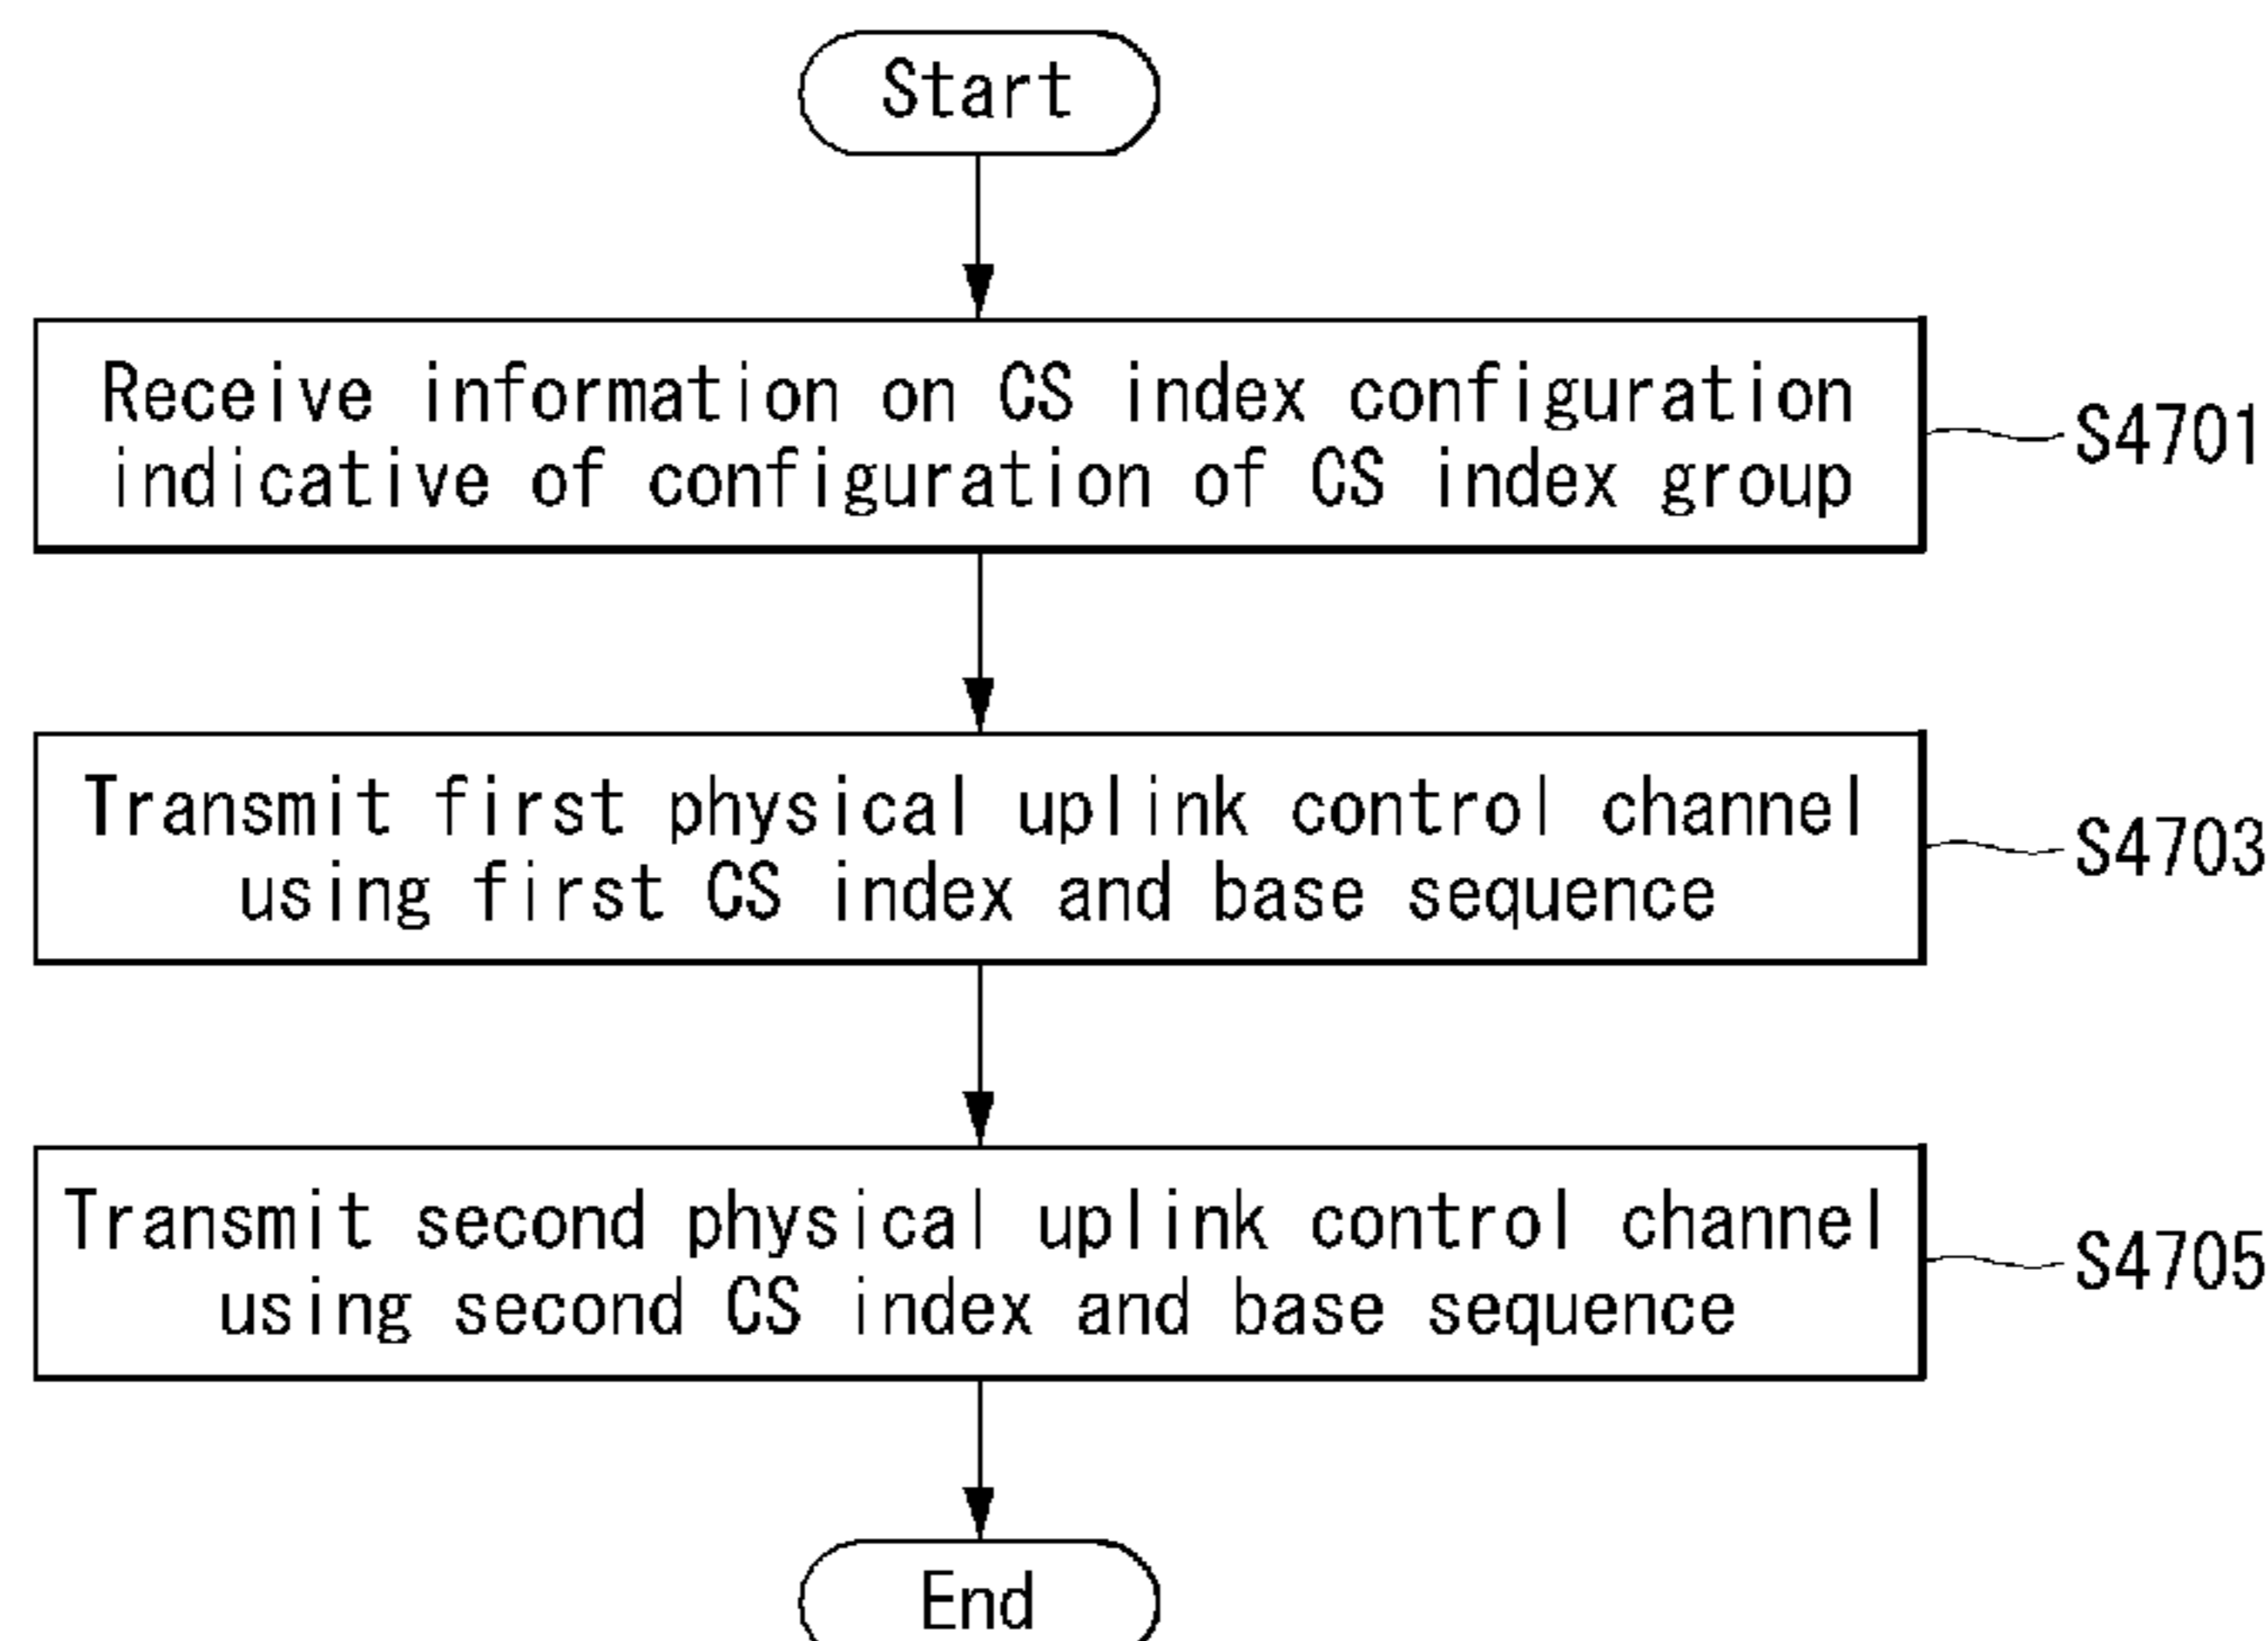 Start
Receive information on CS index configuration
indicative of configuration of CS index group
S4701
Transmit first physical uplink control channel
using first CS index and base sequence
S4703
Transmit second physical uplink control channel
using second CS index and base sequence
S4705
End